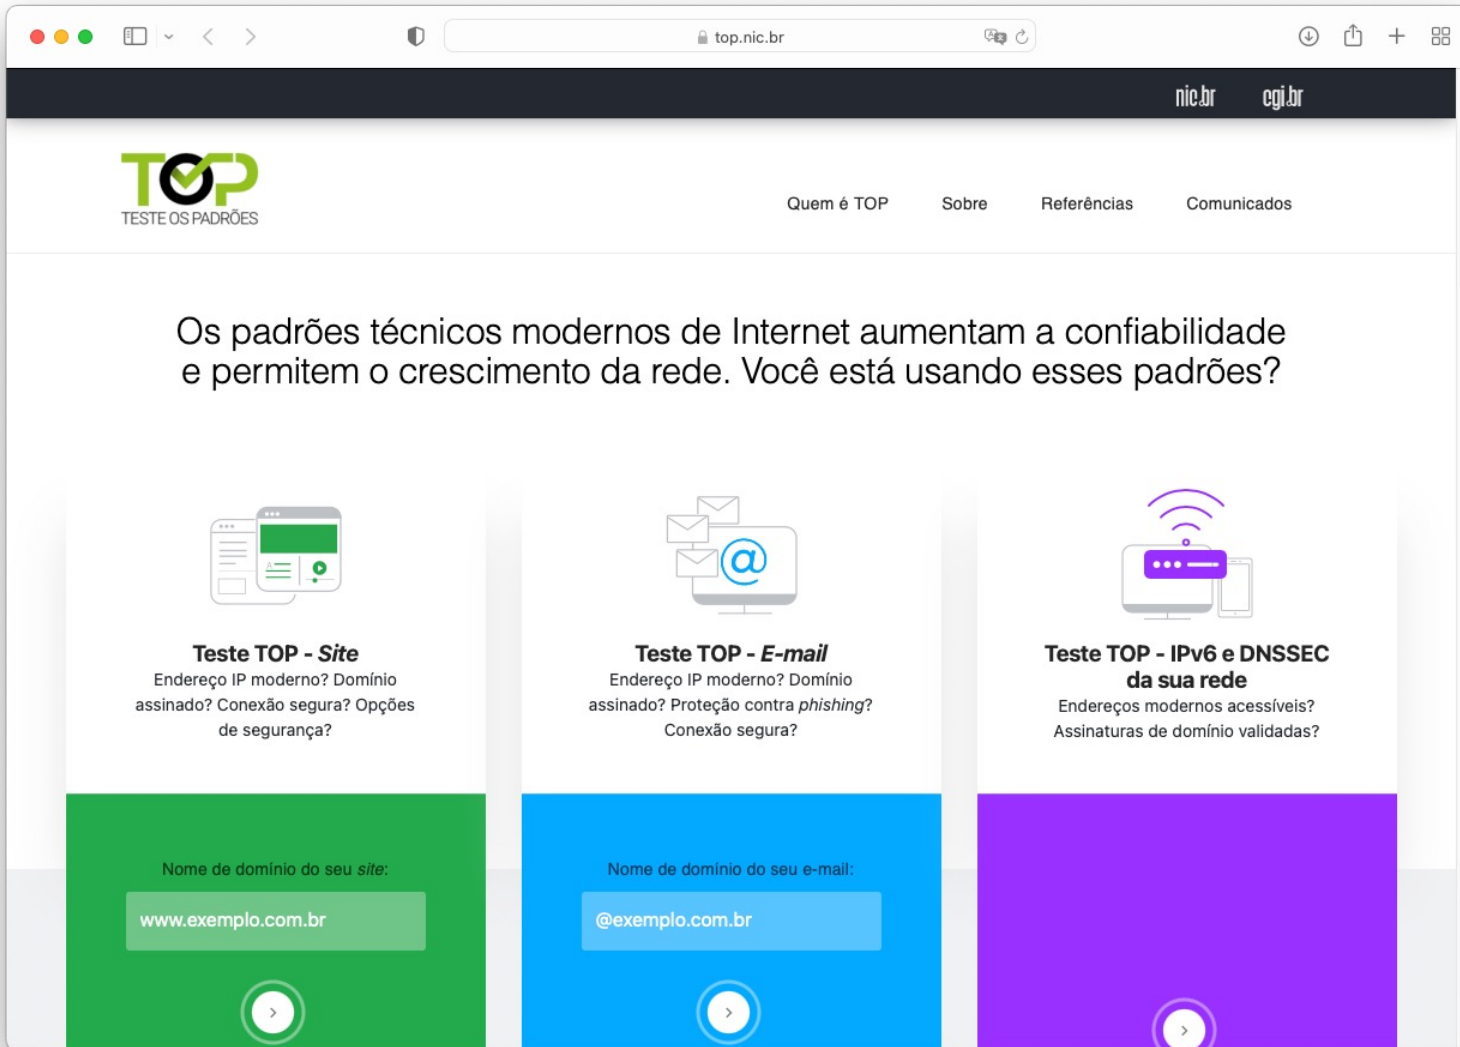 top.nic.br
nic.br cgi.br
TOP
TESTE OS PADRÕES
Quem é TOP Sobre Referências Comunicados
Os padrões técnicos modernos de Internet aumentam a confiabilidade
e permitem o crescimento da rede. Você está usando esses padrões?
Teste TOP - Site
Endereço IP moderno? Domínio
assinado? Conexão segura? Opções
de segurança?
Nome de domínio do seu site:
www.exemplo.com.br
@
Teste TOP - E-mail
Endereço IP moderno? Domínio
assinado? Proteção contra phishing?
Conexão segura?
Nome de domínio do seu e-mail:
@exemplo.com.br
Teste TOP - IPv6 e DNSSEC
da sua rede
Endereços modernos acessíveis?
Assinaturas de domínio validadas?